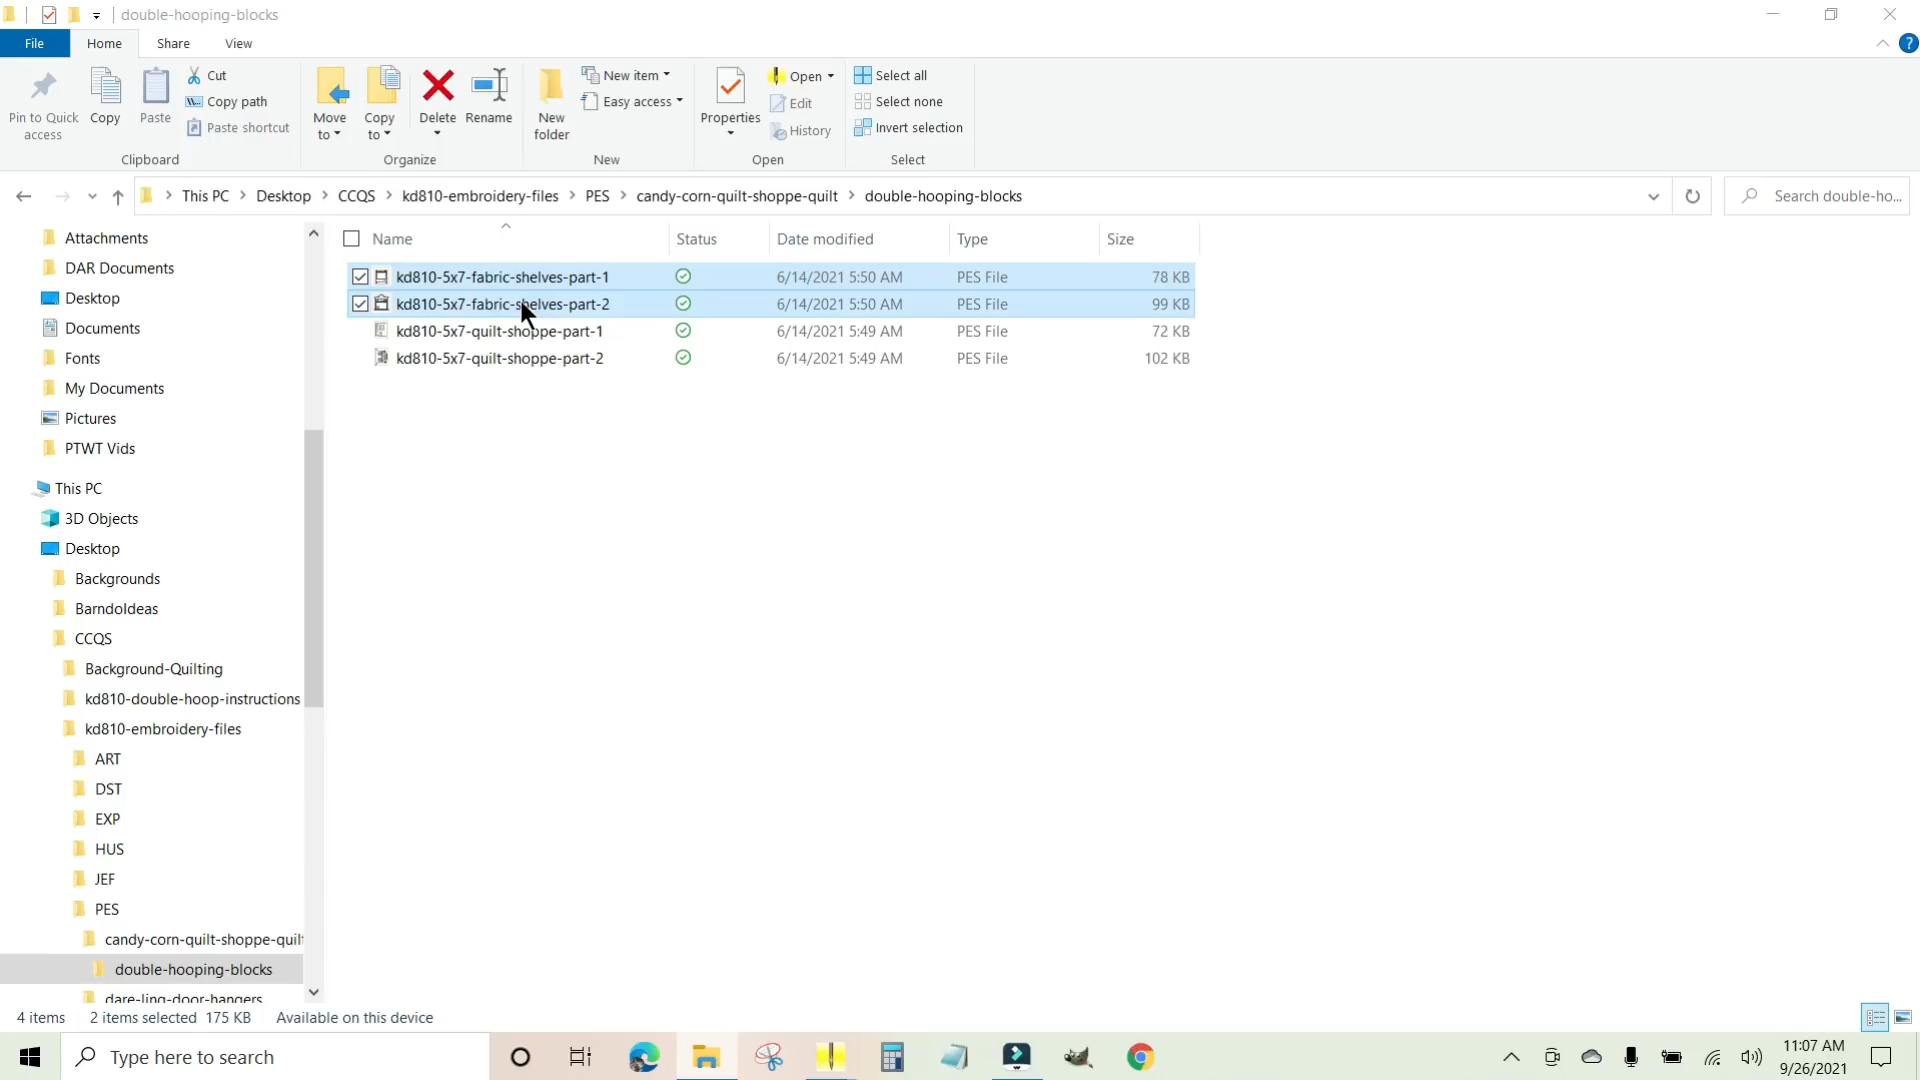 double-hooping-blocks
File Home Share View
Pin to Quick access
Copy
Paste
Cut
Copy path
Paste shortcut
Clipboard
Move to
Copy to
Delete
Rename
Organize
New folder
New item
Easy access
New
Properties
Open
Edit
History
Open
Select all
Select none
Invert selection
Select
This PC Desktop CCQS kd810-embroidery-files PES candy-corn-quilt-shoppe-quilt double-hooping-blocks
Search double-ho...
Name Status Date modified Type Size
kd810-5x7-fabric-shelves-part-1 6/14/2021 5:50 AM PES File 78 KB
kd810-5x7-fabric-shelves-part-2 6/14/2021 5:50 AM PES File 99 KB
kd810-5x7-quilt-shoppe-part-1 6/14/2021 5:49 AM PES File 72 KB
kd810-5x7-quilt-shoppe-part-2 6/14/2021 5:49 AM PES File 102 KB
Attachments
DAR Documents
Desktop
Documents
Fonts
My Documents
Pictures
PTWT Vids
This PC
3D Objects
Desktop
Backgrounds
BarndoIdeas
CCQS
Background-Quilting
kd810-double-hoop-instructions
kd810-embroidery-files
ART
DST
EXP
HUS
JEF
PES
candy-corn-quilt-shoppe-quilt
double-hooping-blocks
dare-ling-door-hangers
4 items 2 items selected 175 KB Available on this device
Type here to search
11:07 AM
9/26/2021